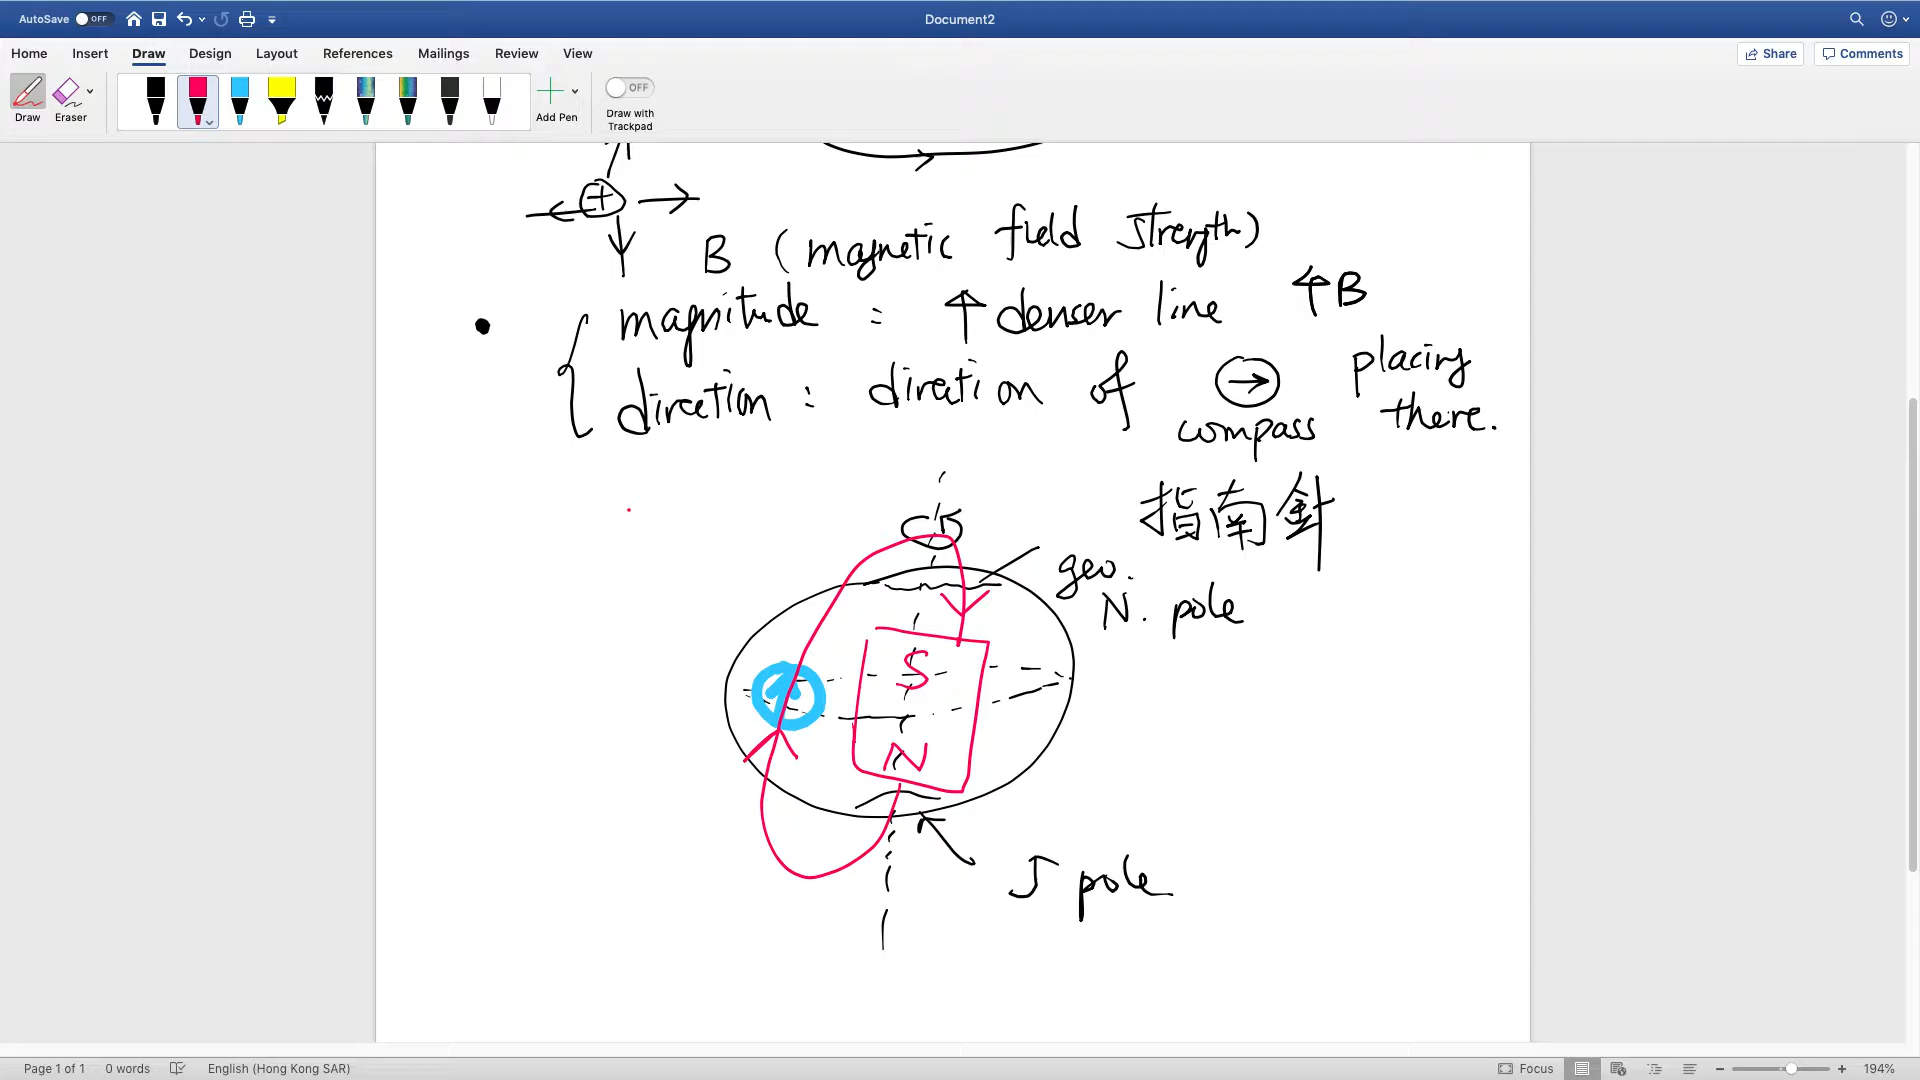 AutoSave OFF
Document2
Home Insert Draw Design Layout References Mailings Review View
Share Comments
Draw Eraser Add Pen OFF
Draw with Trackpad
+
B (magnetic field strength)
magnitude : ↑ denser line ↑B
direction : direction of → placing there.
compass
指南針
geo.
N. pole
S
N
S pole
Page 1 of 1 0 words English (Hong Kong SAR) Focus 194%